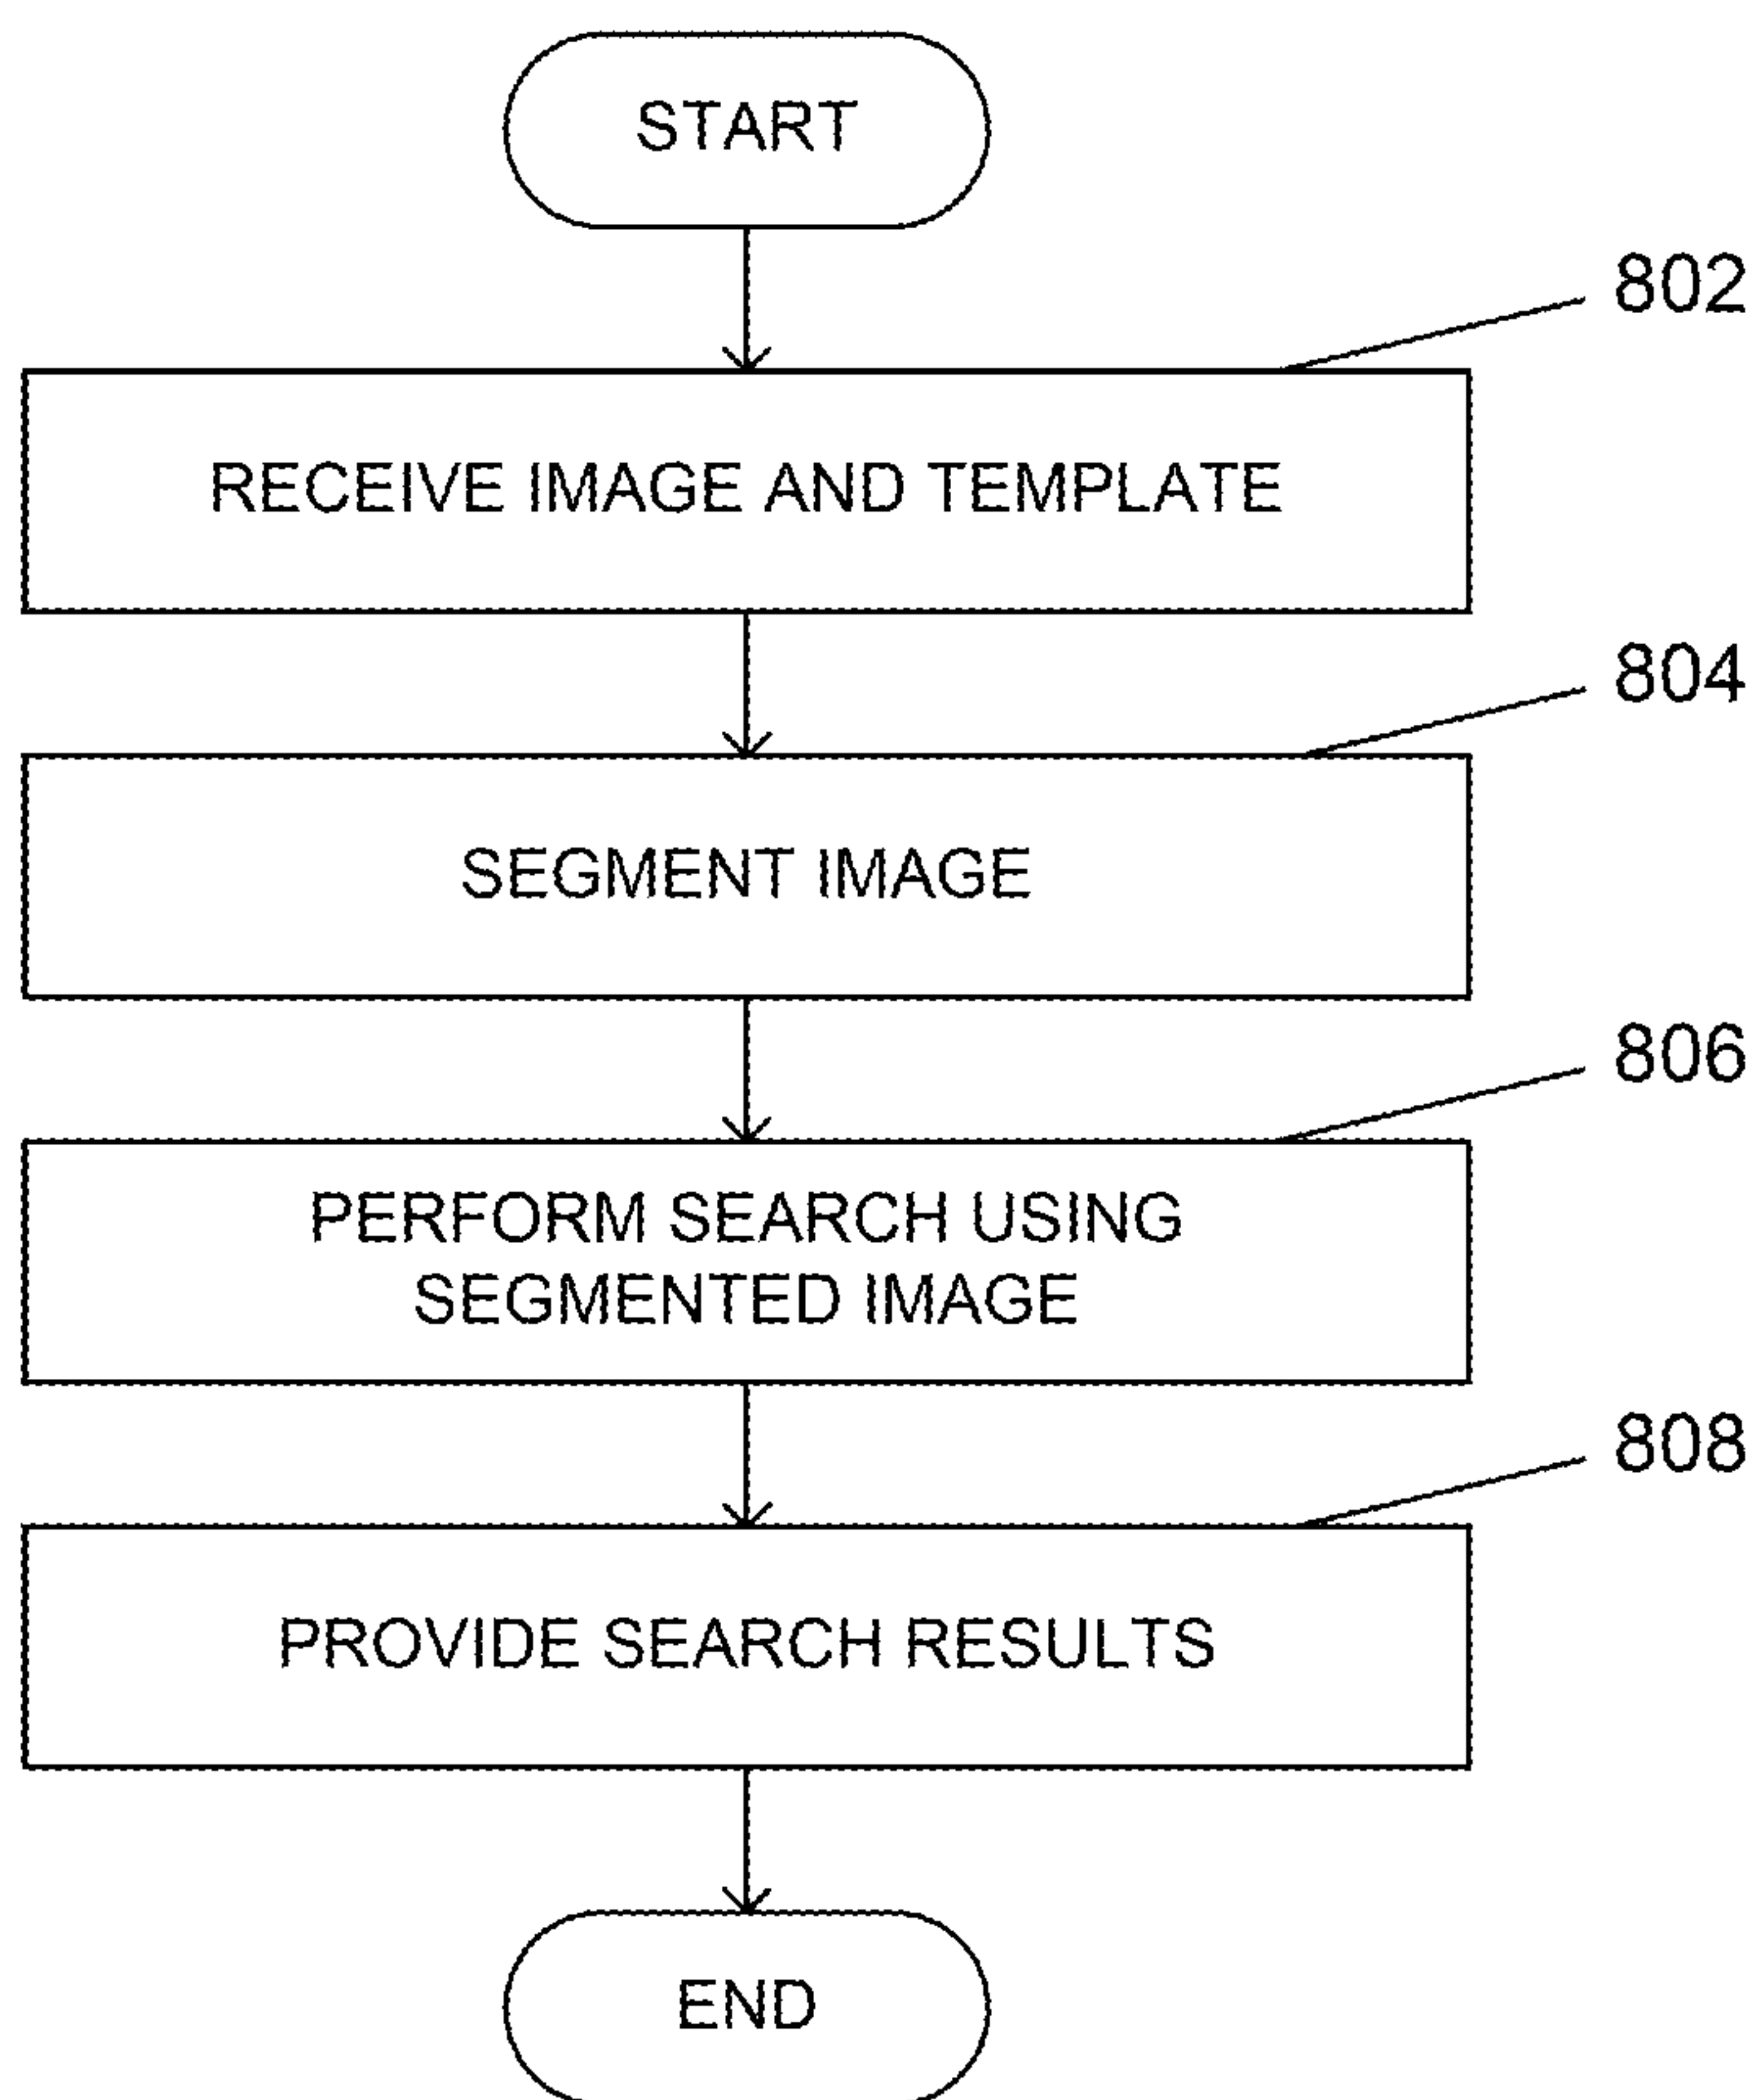 START
802
RECEIVE IMAGE AND TEMPLATE
804
SEGMENT IMAGE
806
PERFORM SEARCH USING
SEGMENTED IMAGE
808
PROVIDE SEARCH RESULTS
END